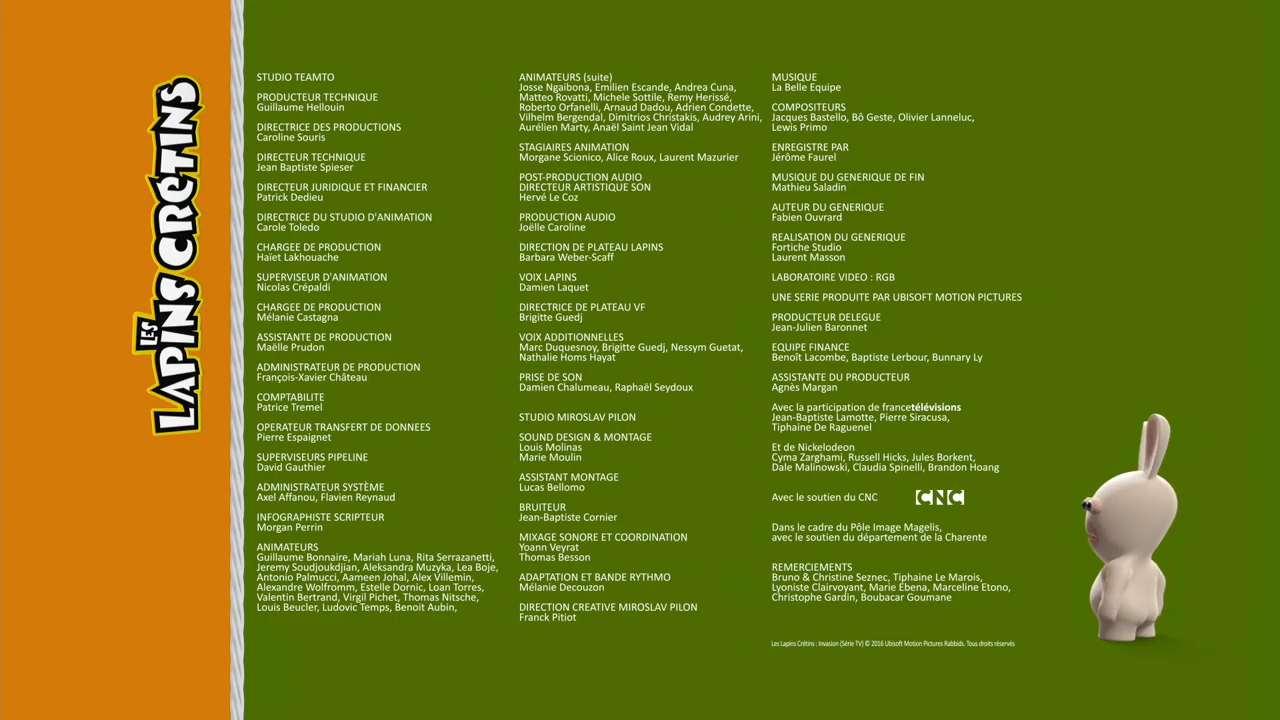 LES
LAPINS CRÉTINS
STUDIO TEAMTO
PRODUCTEUR TECHNIQUE
Guillaume Hellouin
DIRECTRICE DES PRODUCTIONS
Caroline Souris
DIRECTEUR TECHNIQUE
Jean Baptiste Spieser
DIRECTEUR JURIDIQUE ET FINANCIER
Patrick Dedieu
DIRECTRICE DU STUDIO D'ANIMATION
Carole Toledo
CHARGEE DE PRODUCTION
Haïet Lakhouache
SUPERVISEUR D'ANIMATION
Nicolas Crépaldi
CHARGEE DE PRODUCTION
Mélanie Castagna
ASSISTANTE DE PRODUCTION
Maëlle Prudon
ADMINISTRATEUR DE PRODUCTION
François-Xavier Château
COMPTABILITE
Patrice Tremel
OPERATEUR TRANSFERT DE DONNEES
Pierre Espaignet
SUPERVISEURS PIPELINE
David Gauthier
ADMINISTRATEUR SYSTÈME
Axel Affanou, Flavien Reynaud
INFOGRAPHISTE SCRIPTEUR
Morgan Perrin
ANIMATEURS
Guillaume Bonnaire, Mariah Luna, Rita Serrazanetti,
Jeremy Soudjoukdjian, Aleksandra Muzyka, Lea Boje,
Antonio Palmucci, Aameen Johal, Alex Villemin,
Alexandre Wolfromm, Estelle Dornic, Loan Torres,
Valentin Bertrand, Virgil Pichet, Thomas Nitsche,
Louis Beucler, Ludovic Temps, Benoit Aubin,
ANIMATEURS (suite)
Josse Ngaibona, Emilien Escande, Andrea Cuna,
Matteo Rovatti, Michele Sottile, Remy Herissé,
Roberto Orfanelli, Arnaud Dadou, Adrien Condette,
Vilhelm Bergendal, Dimitrios Christakis, Audrey Arini,
Aurélien Marty, Anaël Saint Jean Vidal
STAGIAIRES ANIMATION
Morgane Scionico, Alice Roux, Laurent Mazurier
POST-PRODUCTION AUDIO
DIRECTEUR ARTISTIQUE SON
Hervé Le Coz
PRODUCTION AUDIO
Joëlle Caroline
DIRECTION DE PLATEAU LAPINS
Barbara Weber-Scaff
VOIX LAPINS
Damien Laquet
DIRECTRICE DE PLATEAU VF
Brigitte Guedj
VOIX ADDITIONNELLES
Marc Duquesnoy, Brigitte Guedj, Nessym Guetat,
Nathalie Homs Hayat
PRISE DE SON
Damien Chalumeau, Raphaël Seydoux
STUDIO MIROSLAV PILON
SOUND DESIGN & MONTAGE
Louis Molinas
Marie Moulin
ASSISTANT MONTAGE
Lucas Bellomo
BRUITEUR
Jean-Baptiste Cornier
MIXAGE SONORE ET COORDINATION
Yoann Veyrat
Thomas Besson
ADAPTATION ET BANDE RYTHMO
Mélanie Decouzon
DIRECTION CREATIVE MIROSLAV PILON
Franck Pitiot
MUSIQUE
La Belle Equipe
COMPOSITEURS
Jacques Bastello, Bô Geste, Olivier Lanneluc,
Lewis Primo
ENREGISTRE PAR
Jérôme Faurel
MUSIQUE DU GENERIQUE DE FIN
Mathieu Saladin
AUTEUR DU GENERIQUE
Fabien Ouvrard
REALISATION DU GENERIQUE
Fortiche Studio
Laurent Masson
LABORATOIRE VIDEO : RGB
UNE SERIE PRODUITE PAR UBISOFT MOTION PICTURES
PRODUCTEUR DELEGUE
Jean-Julien Baronnet
EQUIPE FINANCE
Benoît Lacombe, Baptiste Lerbour, Bunnary Ly
ASSISTANTE DU PRODUCTEUR
Agnès Margan
Avec la participation de francetélévisions
Jean-Baptiste Lamotte, Pierre Siracusa,
Tiphaine De Raguenel
Et de Nickelodeon
Cyma Zarghami, Russell Hicks, Jules Borkent,
Dale Malinowski, Claudia Spinelli, Brandon Hoang
Avec le soutien du CNC CNC
Dans le cadre du Pôle Image Magelis,
avec le soutien du département de la Charente
REMERCIEMENTS
Bruno & Christine Seznec, Tiphaine Le Marois,
Lyoniste Clairvoyant, Marie Ebena, Marceline Etono,
Christophe Gardin, Boubacar Goumane
Les Lapins Crétins : Invasion (Série TV) © 2016 Ubisoft Motion Pictures Rabbids. Tous droits réservés